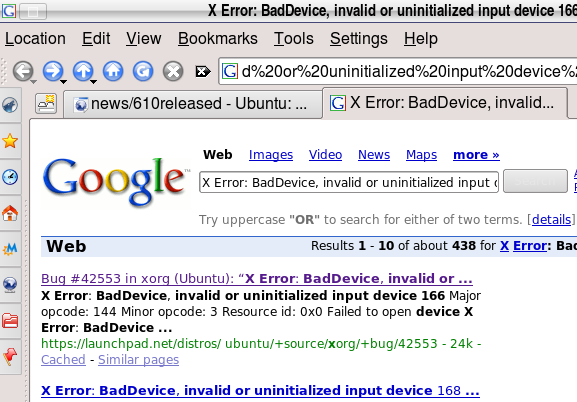 X Error: BadDevice, invalid or uninitialized input device 166
Location Edit View Bookmarks Tools Settings Help
d%20or%20uninitialized%20input%20device%2
news/610released - Ubuntu: ... X Error: BadDevice, invalid...
Web Images Video News Maps more »
Google™
X Error: BadDevice, invalid or uninitialized input d
Try uppercase "OR" to search for either of two terms. [details]
Web Results 1 - 10 of about 438 for X Error: Bad
Bug #42553 in xorg (Ubuntu): “X Error: BadDevice, invalid or ...
X Error: BadDevice, invalid or uninitialized input device 166 Major
opcode: 144 Minor opcode: 3 Resource id: 0x0 Failed to open device X
Error: BadDevice ...
https://launchpad.net/distros/ ubuntu/+source/xorg/+bug/42553 - 24k -
Cached - Similar pages
X Error: BadDevice, invalid or uninitialized input device 168 ...